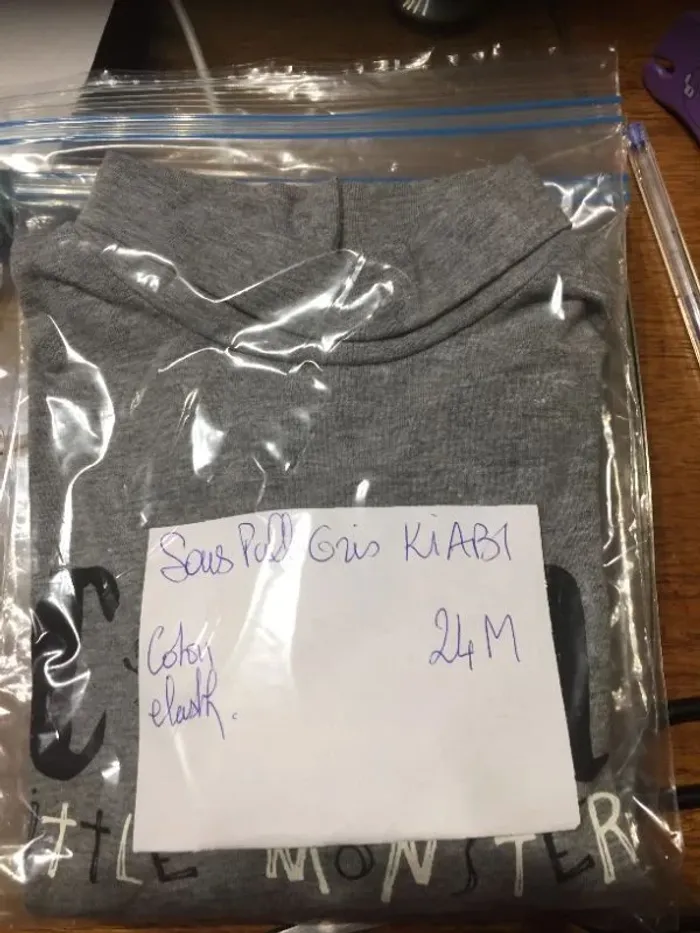 Sous Pull Gris KiABI
24M
Coton
elasth.
ITTLE MONSTER